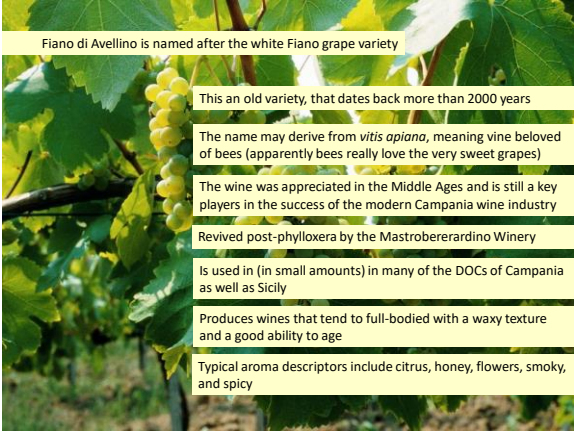 Fiano di Avellino is named after the white Fiano grape variety
This an old variety, that dates back more than 2000 years
The name may derive from vitis apiana, meaning vine beloved
of bees (apparently bees really love the very sweet grapes)
The wine was appreciated in the Middle Ages and is still a key
players in the success of the modern Campania wine industry
Revived post-phylloxera by the Mastrobererardino Winery
Is used in (in small amounts) in many of the DOCs of Campania
as well as Sicily
Produces wines that tend to full-bodied with a waxy texture
and a good ability to age
Typical aroma descriptors include citrus, honey, flowers, smoky,
and spicy